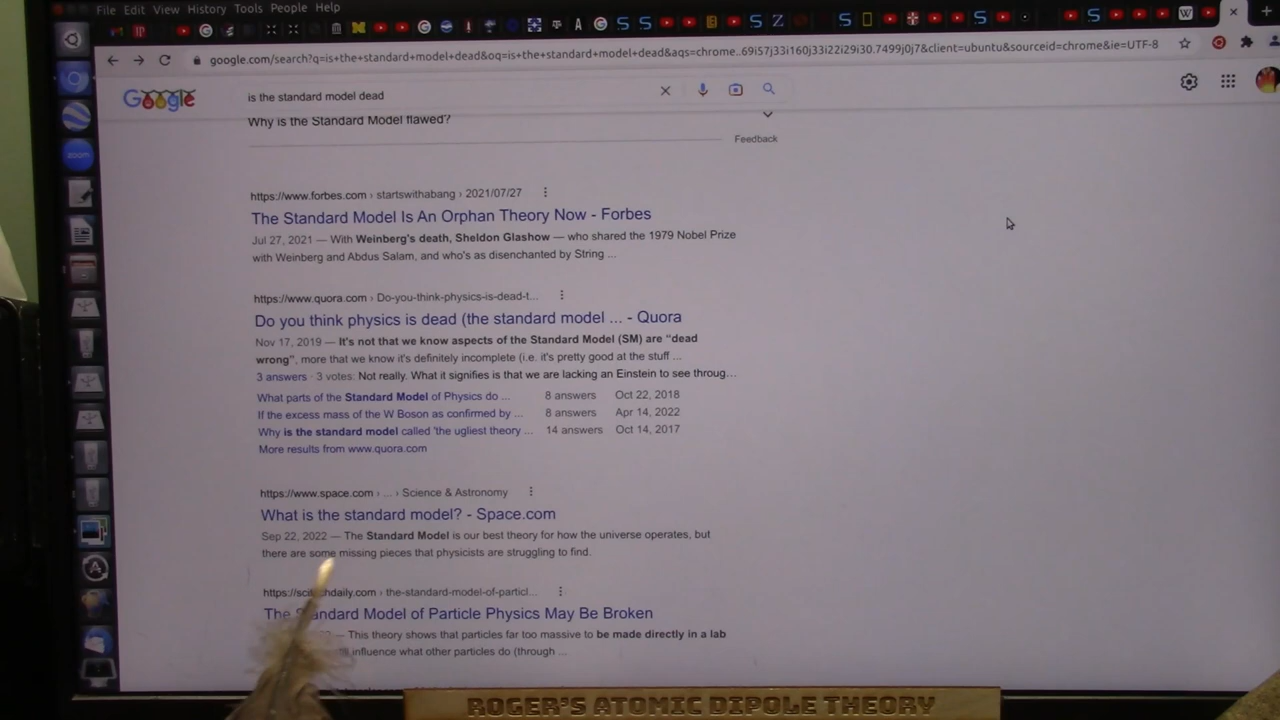 File Edit View History Tools People Help
google.com/search?q=is+the+standard+model+dead&oq=is+the+standard+model+dead&aqs=chrome..69i57j33i160j33i22i29i30.7499j0j7&client=ubuntu&sourceid=chrome&ie=UTF-8
Google
is the standard model dead
Why is the Standard Model flawed?
Feedback
https://www.forbes.com › startswithabang › 2021/07/27
The Standard Model Is An Orphan Theory Now - Forbes
Jul 27, 2021 — With Weinberg's death, Sheldon Glashow — who shared the 1979 Nobel Prize
with Weinberg and Abdus Salam, and who's as disenchanted by String ...
https://www.quora.com › Do-you-think-physics-is-dead-t...
Do you think physics is dead (the standard model ... - Quora
Nov 17, 2019 — It's not that we know aspects of the Standard Model (SM) are "dead
wrong", more that we know it's definitely incomplete (i.e. it's pretty good at the stuff ...
3 answers · 3 votes: Not really. What it signifies is that we are lacking an Einstein to see throug...
What parts of the Standard Model of Physics do ... 8 answers Oct 22, 2018
If the excess mass of the W Boson as confirmed by ... 8 answers Apr 14, 2022
Why is the standard model called 'the ugliest theory ... 14 answers Oct 14, 2017
More results from www.quora.com
https://www.space.com › ... › Science & Astronomy
What is the standard model? - Space.com
Sep 22, 2022 — The Standard Model is our best theory for how the universe operates, but
there are some missing pieces that physicists are struggling to find.
https://scitechdaily.com › the-standard-model-of-particl...
The Standard Model of Particle Physics May Be Broken
— This theory shows that particles far too massive to be made directly in a lab
influence what other particles do (through ...
zoom
ROGER'S ATOMIC DIPOLE THEORY